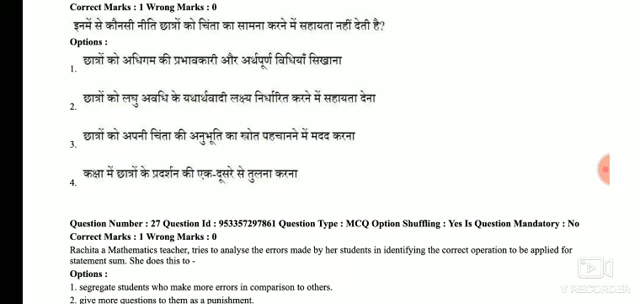 Correct Marks : 1 Wrong Marks : 0
इनमें से कौनसी नीति छात्रों को चिंता का सामना करने में सहायता नहीं देती है?
Options :
1. छात्रों को अधिगम की प्रभावकारी और अर्थपूर्ण विधियाँ सिखाना
2. छात्रों को लघु अवधि के यथार्थवादी लक्ष्य निर्धारित करने में सहायता देना
3. छात्रों को अपनी चिंता की अनुभूति का स्रोत पहचानने में मदद करना
4. कक्षा में छात्रों के प्रदर्शन की एक-दूसरे से तुलना करना
Question Number : 27 Question Id : 953357297861 Question Type : MCQ Option Shuffling : Yes Is Question Mandatory : No
Correct Marks : 1 Wrong Marks : 0
Rachita a Mathematics teacher, tries to analyse the errors made by her students in identifying the correct operation to be applied for
statement sum. She does this to -
Options :
1. segregate students who make more errors in comparison to others.
2. give more questions to them as a punishment.
V RECORDER